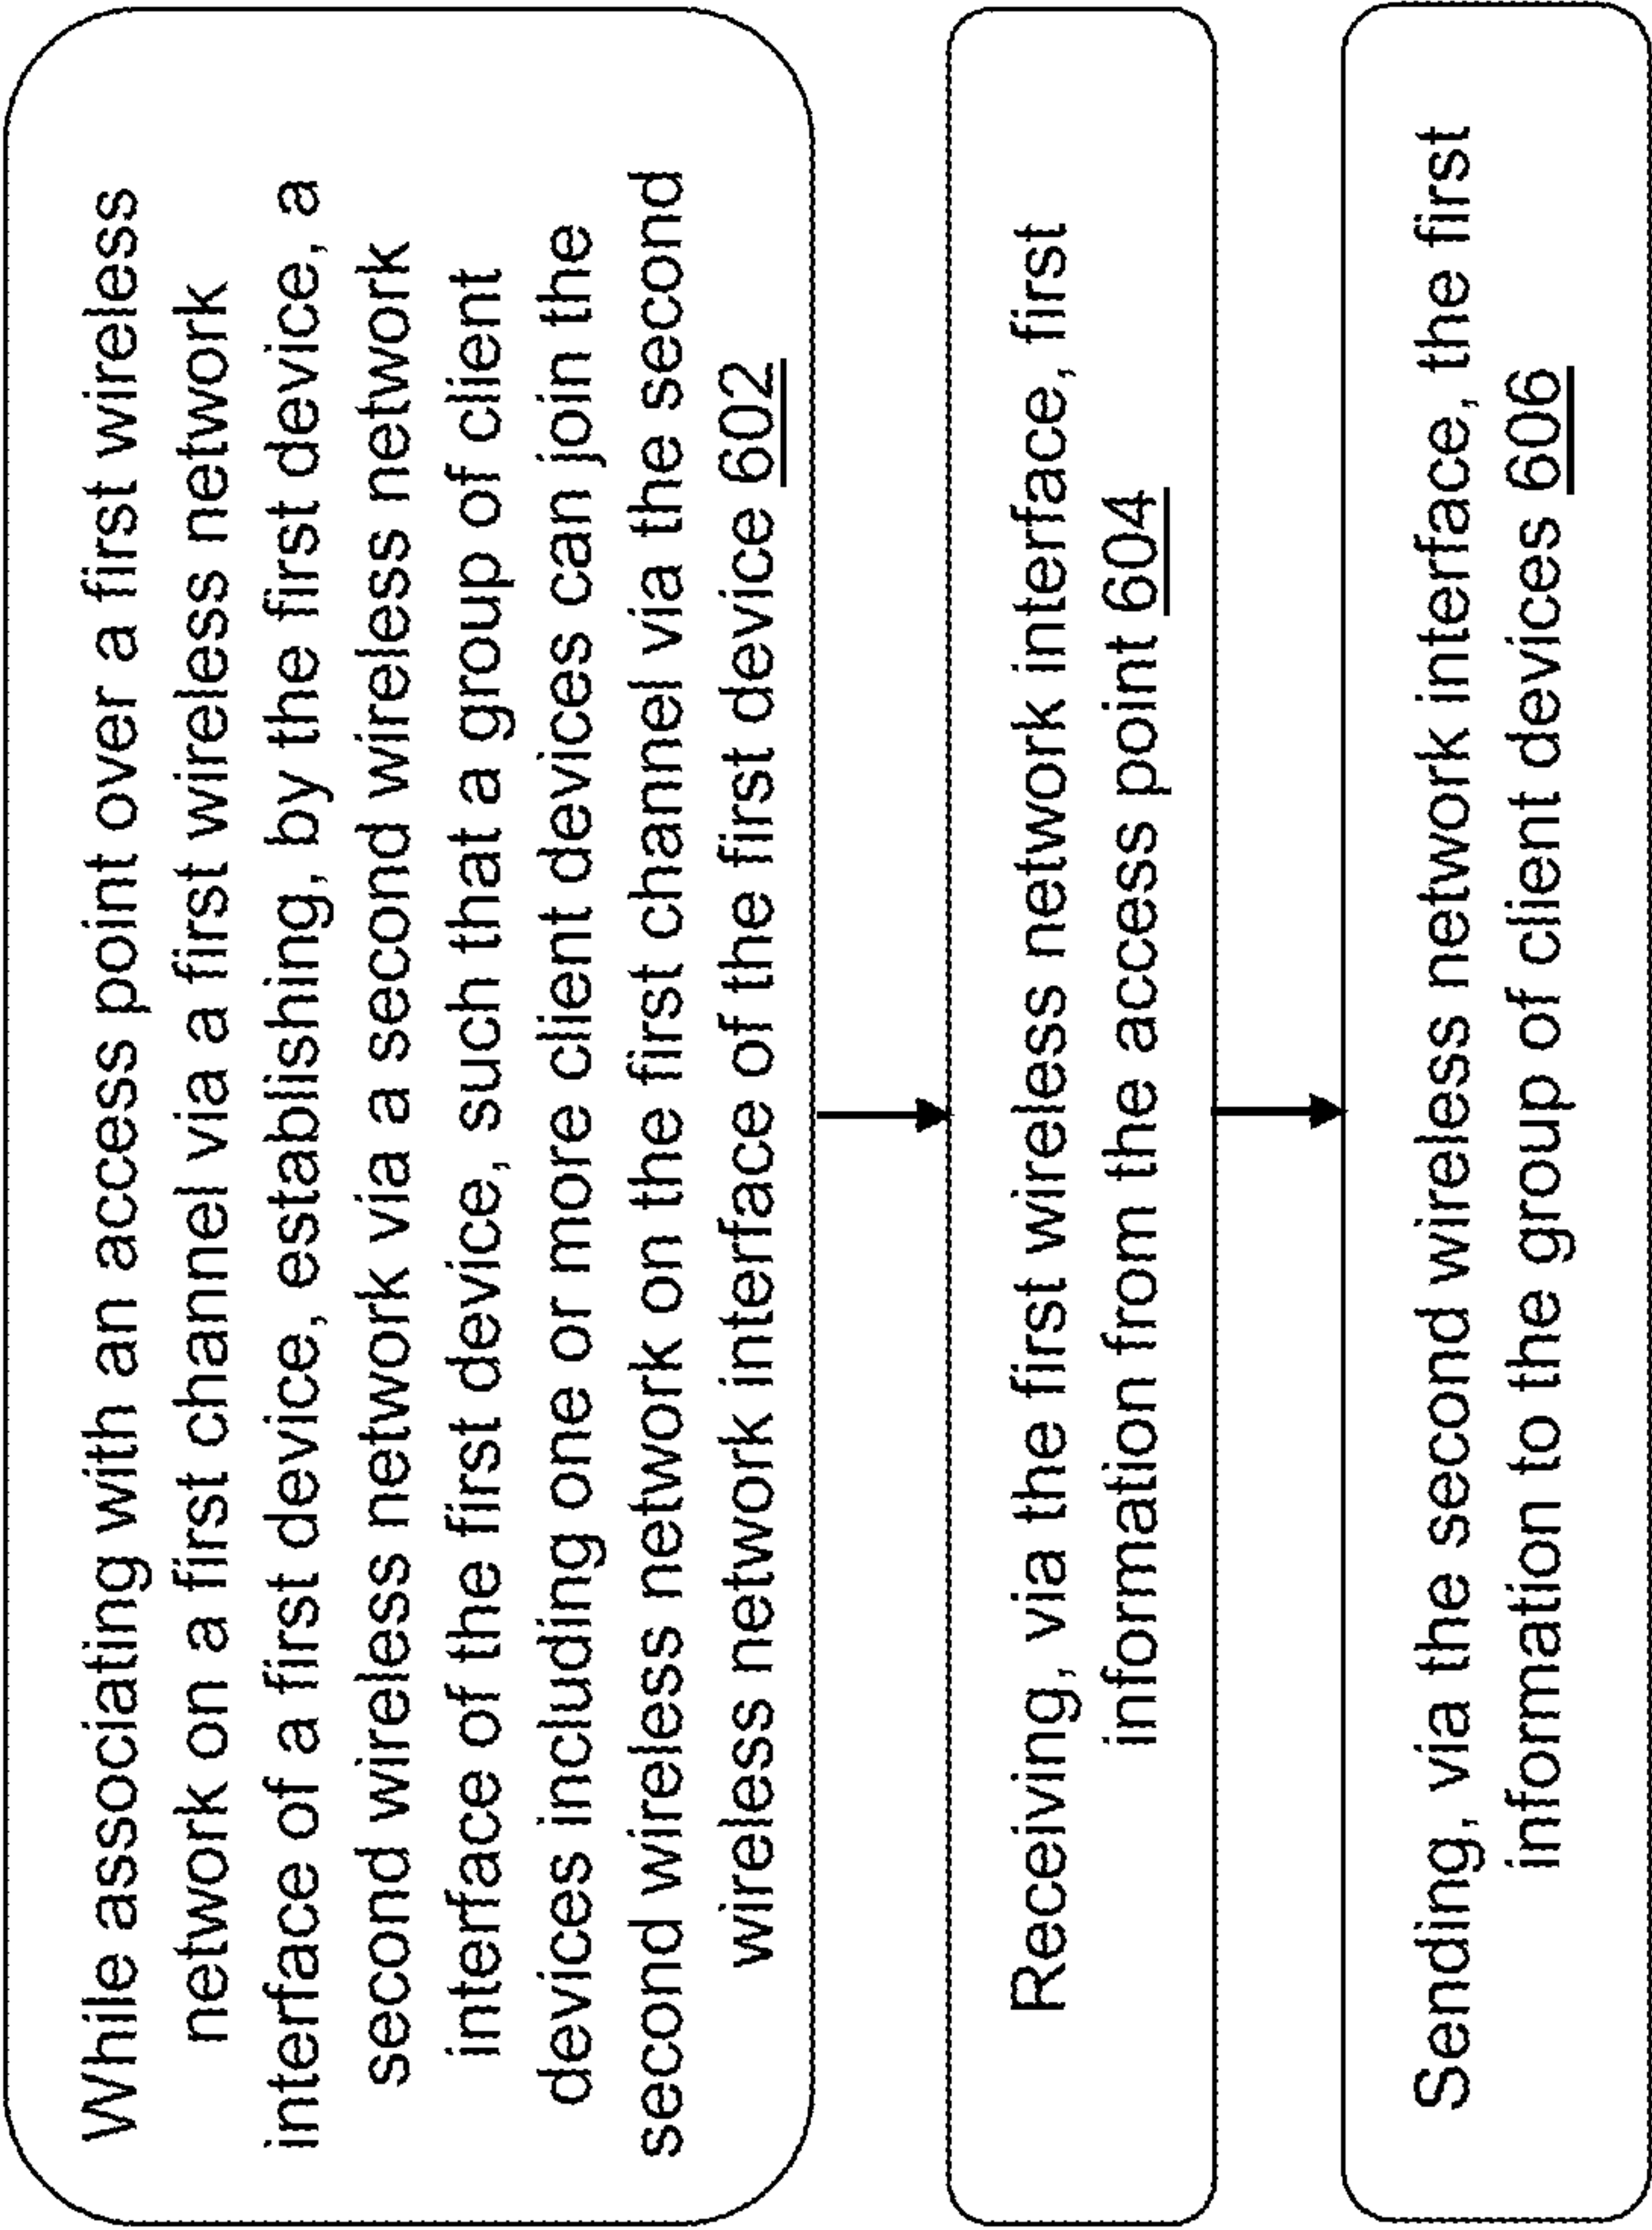 While associating with an access point over a first wireless
network on a first channel via a first wireless network
interface of a first device, establishing, by the first device, a
second wireless network via a second wireless network
interface of the first device, such that a group of client
devices including one or more client devices can join the
second wireless network on the first channel via the second
wireless network interface of the first device 602
Receiving, via the first wireless network interface, first
information from the access point 604
Sending, via the second wireless network interface, the first
information to the group of client devices 606